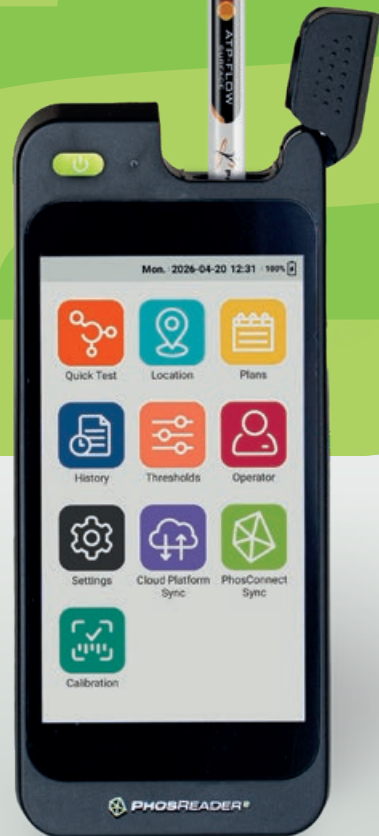 ATP-FLOW
SURFACE
Mon. 2026-04-20 12:31 100%
Quick Test
Location
Plans
History
Thresholds
Operator
Settings
Cloud Platform
Sync
PhosConnect
Sync
Calibration
PHOSREADER